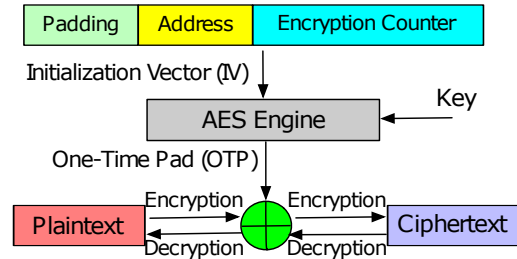 Padding
Address
Encryption Counter
Initialization Vector (IV)
AES Engine
Key
One-Time Pad (OTP)
Encryption
Encryption
Plaintext
Ciphertext
Decryption
Decryption